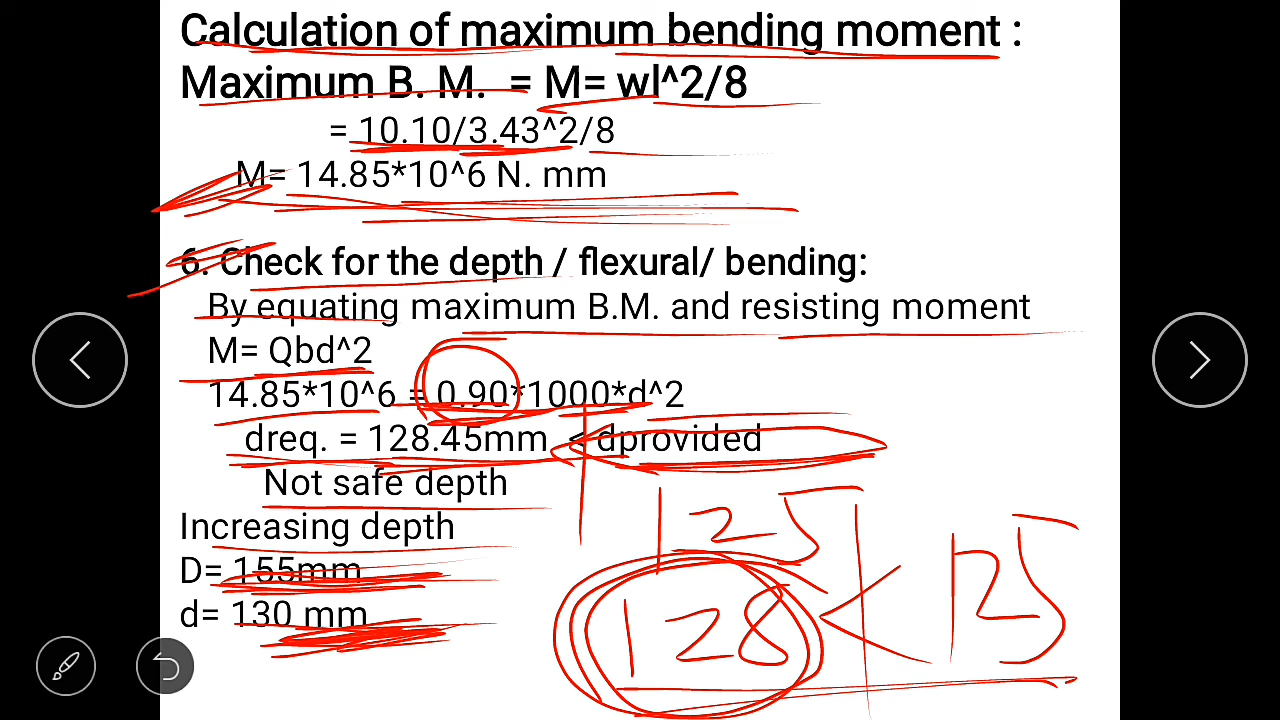 Calculation of maximum bending moment :
Maximum B. M. = M= wl^2/8
= 10.10/3.43^2/8
M= 14.85*10^6 N. mm
6. Check for the depth / flexural/ bending:
By equating maximum B.M. and resisting moment
M= Qbd^2
14.85*10^6 = 0.90*1000*d^2
dreq. = 128.45mm < dprovided
Not safe depth
Increasing depth
D= 155mm
d= 130 mm
125
128 < 125